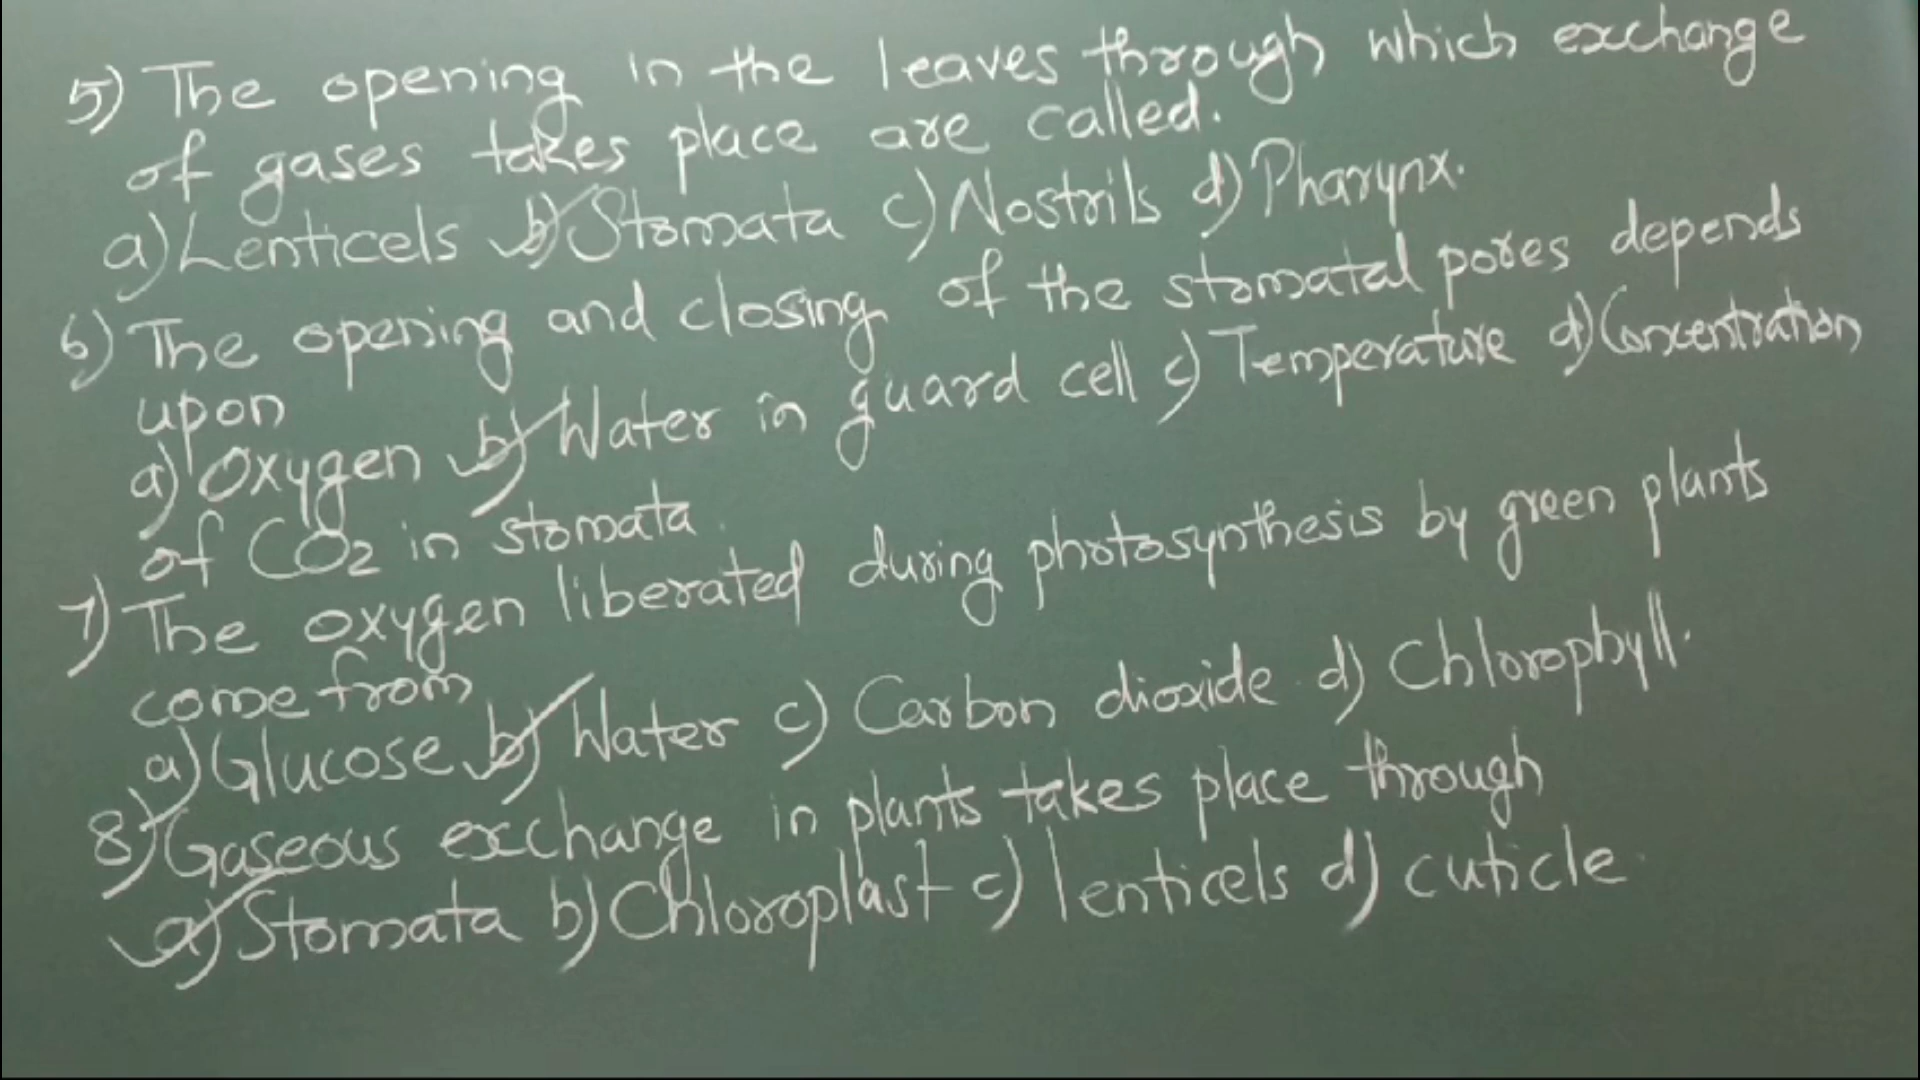 5) The opening in the leaves through which exchange
of gases takes place are called.
a) Lenticels b) Stomata c) Nostrils d) Pharynx.
6) The opening and closing of the stomatal pores depends
upon
a) Oxygen b) Water in guard cell c) Temperature d) Concentration
of CO2 in stomata.
7) The oxygen liberated during photosynthesis by green plants
come from
a) Glucose b) Water c) Carbon dioxide d) Chlorophyll.
8) Gaseous exchange in plants takes place through
a) Stomata b) Chloroplast c) lenticels d) cuticle